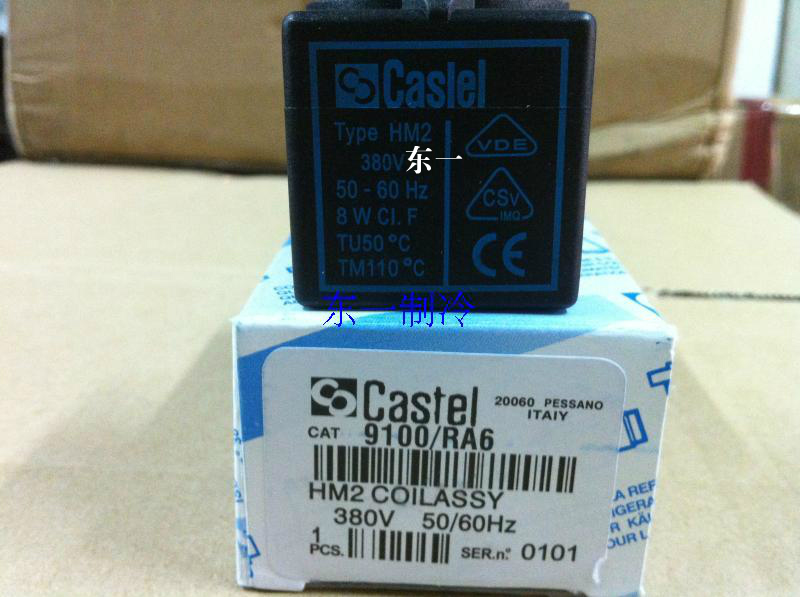 Castel
Type HM2
380V
东一
50 - 60 Hz
8 W Cl. F
TU50 °C
TM110 °C
VDE
CSV
IMQ
CE
东一制冷
Castel
20060 PESSANO
ITAIY
CAT 9100/RA6
HM2 COILASSY
380V 50/60Hz
1
PCS.
SER.n.° 0101